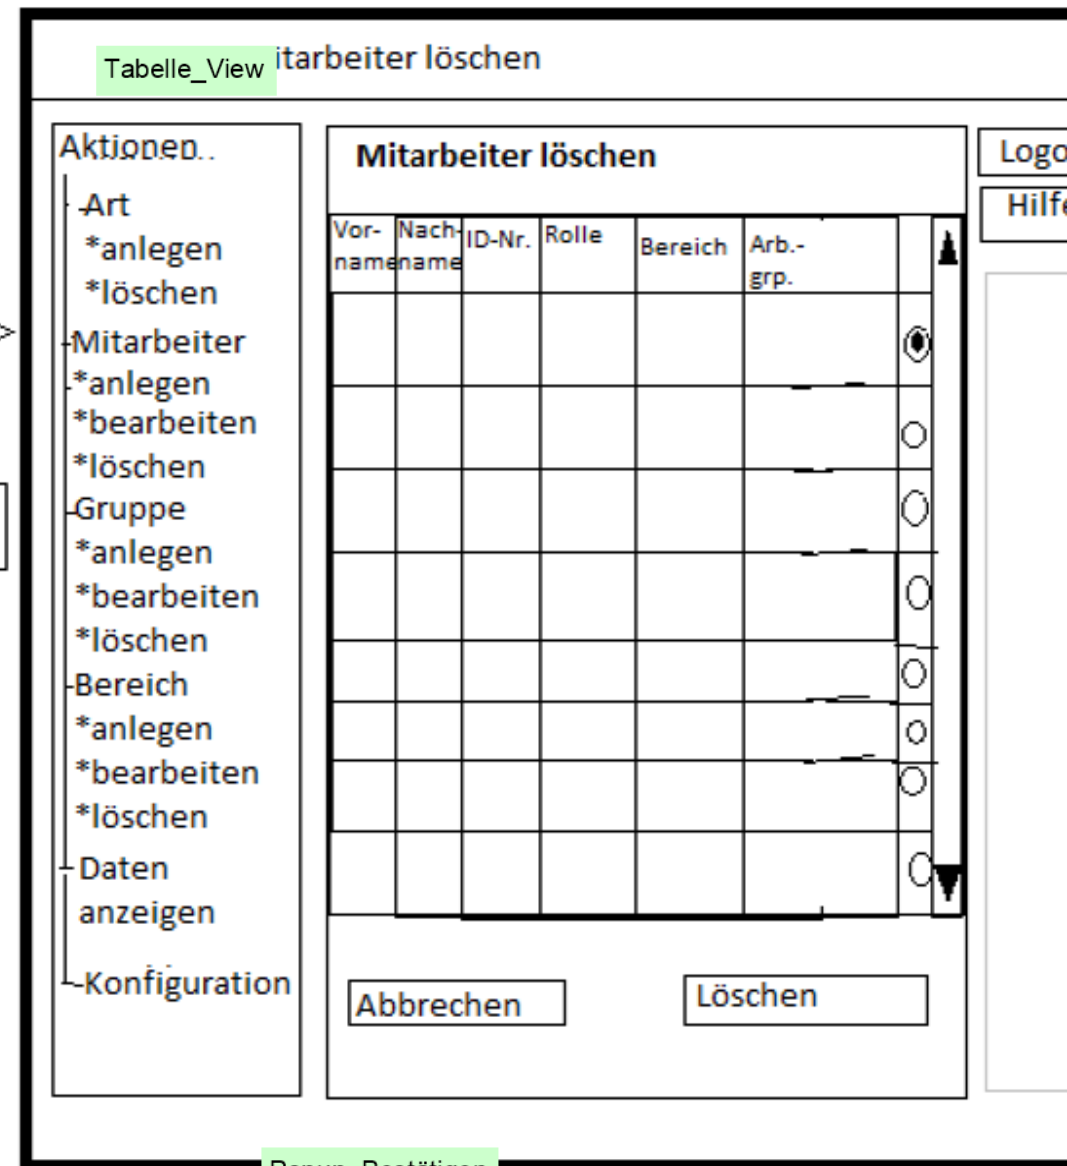 Tabelle_View itarbeiter löschen
Aktionen
Art
*anlegen
*löschen
Mitarbeiter
*anlegen
*bearbeiten
*löschen
Gruppe
*anlegen
*bearbeiten
*löschen
Bereich
*anlegen
*bearbeiten
*löschen
Daten
anzeigen
-Konfiguration
Mitarbeiter löschen
Vor-
name
Nach-
name
ID-Nr.
Rolle
Bereich
Arb.-
grp.
Abbrechen
Löschen
Logo
Hilfe
Popup_Bestätigen